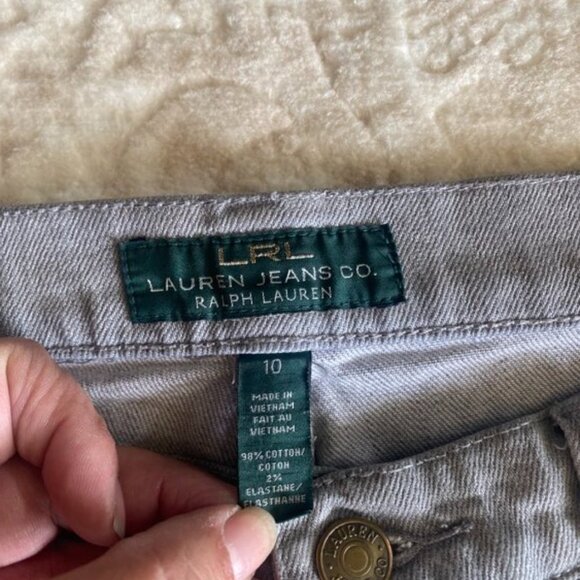 LRL
LAUREN JEANS CO.
RALPH LAUREN
10
MADE IN
VIETNAM
FAIT AU
VIETNAM
98% COTTON/
COTON
2%
ELASTANE/
ELASTHANNE
LAUREN
CO